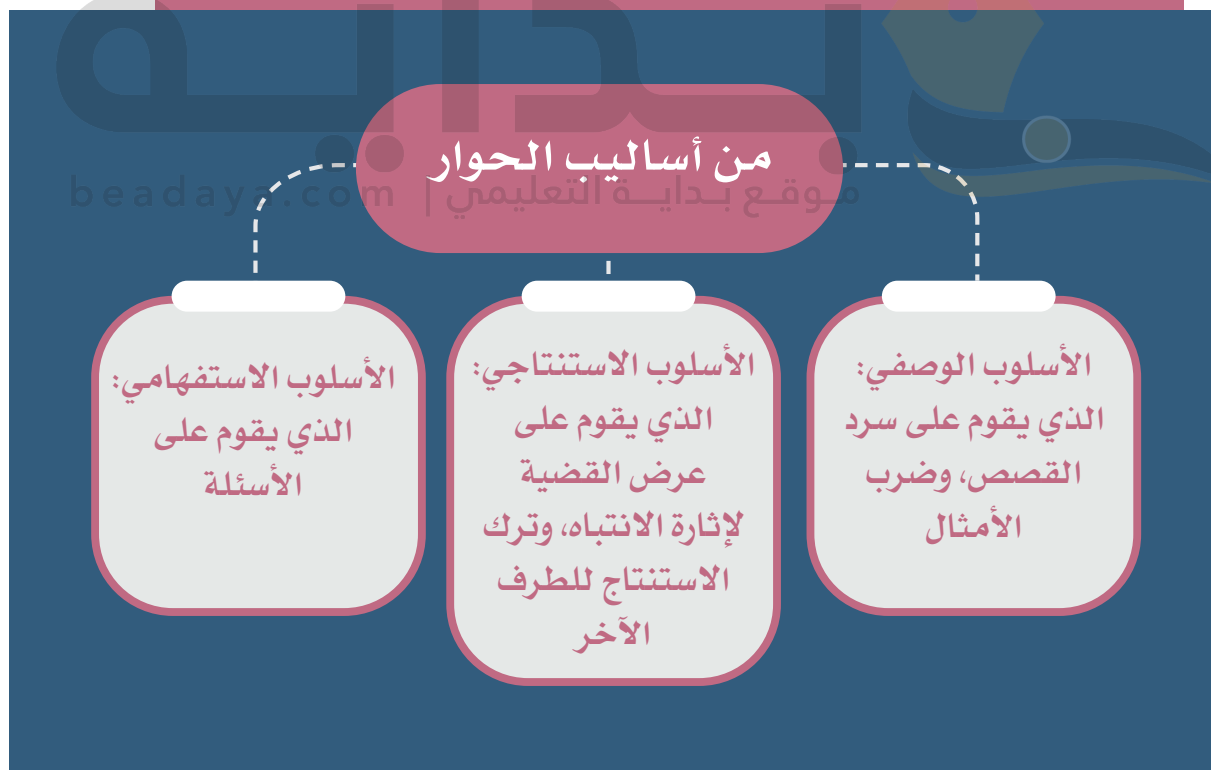 بداية
من أساليب الحوار
beadaya.com | موقع بداية التعليمي
الأسلوب الوصفي:
الذي يقوم على سرد
القصص، وضرب
الأمثال
الأسلوب الاستنتاجي:
الذي يقوم على
عرض القضية
لإثارة الانتباه، وترك
الاستنتاج للطرف
الآخر
الأسلوب الاستفهامي:
الذي يقوم على
الأسئلة